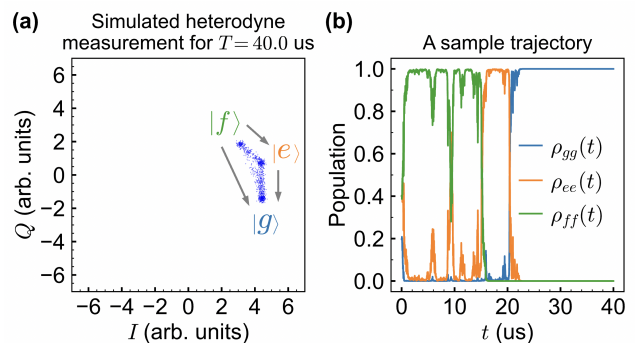 (a) Simulated heterodyne
measurement for T = 40.0 us
6
4
2
0
−2
−4
−6
Q (arb. units)
|f⟩
|e⟩
|g⟩
−6 −4 −2 0 2 4 6
I (arb. units)
(b) A sample trajectory
1.0
0.8
0.6
0.4
0.2
0.0
Population
ρgg(t)
ρee(t)
ρff(t)
0 10 20 30 40
t (us)